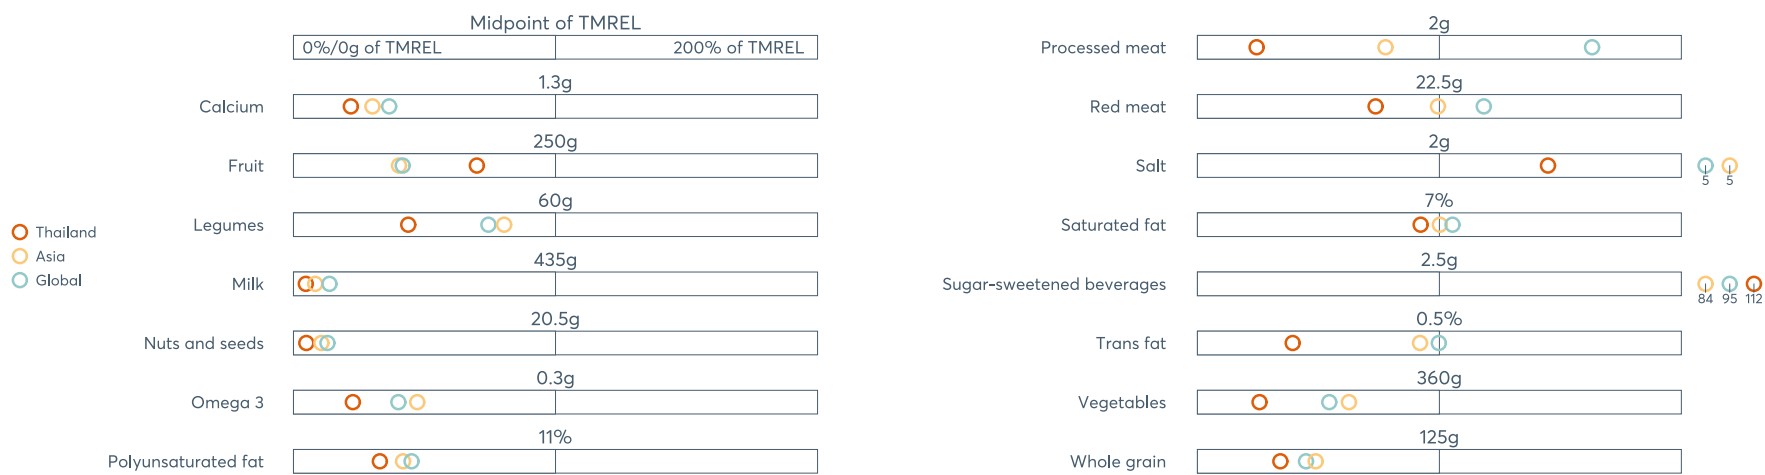 Midpoint of TMREL
0%/0g of TMREL 200% of TMREL
1.3g
Calcium
250g
Fruit
60g
Legumes
435g
Milk
20.5g
Nuts and seeds
0.3g
Omega 3
11%
Polyunsaturated fat
Thailand
Asia
Global
2g
Processed meat
22.5g
Red meat
2g
Salt
5 5
7%
Saturated fat
2.5g
Sugar-sweetened beverages
84 95 112
0.5%
Trans fat
360g
Vegetables
125g
Whole grain